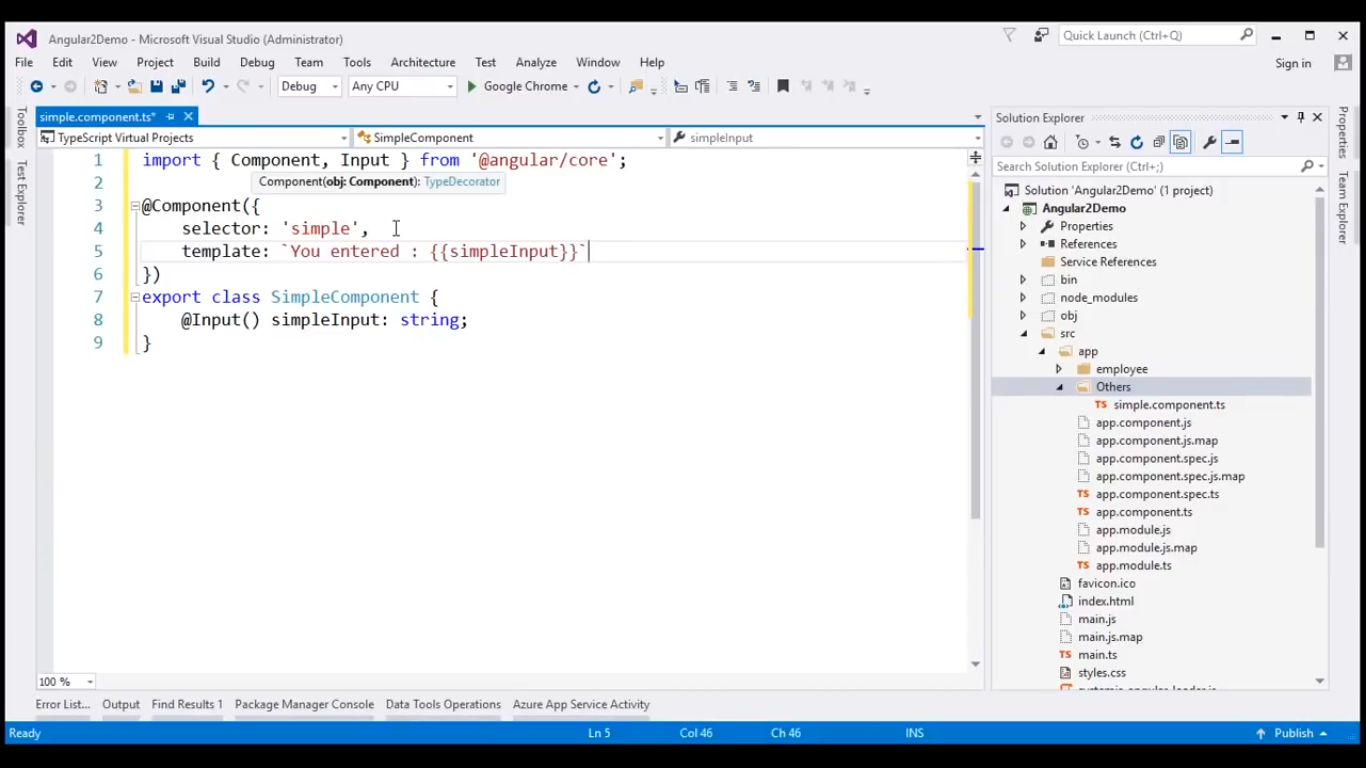 Angular2Demo - Microsoft Visual Studio (Administrator)
Quick Launch (Ctrl+Q)
File Edit View Project Build Debug Team Tools Architecture Test Analyze Window Help
Sign in
Debug Any CPU Google Chrome
Toolbox
Test Explorer
simple.component.ts*
TypeScript Virtual Projects SimpleComponent simpleInput
1 import { Component, Input } from '@angular/core';
Component(obj: Component): TypeDecorator
2
3 @Component({
4 selector: 'simple',
5 template: `You entered : {{simpleInput}}`
6 })
7 export class SimpleComponent {
8 @Input() simpleInput: string;
9 }
100 %
Solution Explorer
Search Solution Explorer (Ctrl+;)
Solution 'Angular2Demo' (1 project)
Angular2Demo
Properties
References
Service References
bin
node_modules
obj
src
app
employee
Others
simple.component.ts
app.component.js
app.component.js.map
app.component.spec.js
app.component.spec.js.map
app.component.spec.ts
app.component.ts
app.module.js
app.module.js.map
app.module.ts
favicon.ico
index.html
main.js
main.js.map
main.ts
styles.css
Properties
Team Explorer
Error List... Output Find Results 1 Package Manager Console Data Tools Operations Azure App Service Activity
Ready Ln 5 Col 46 Ch 46 INS Publish